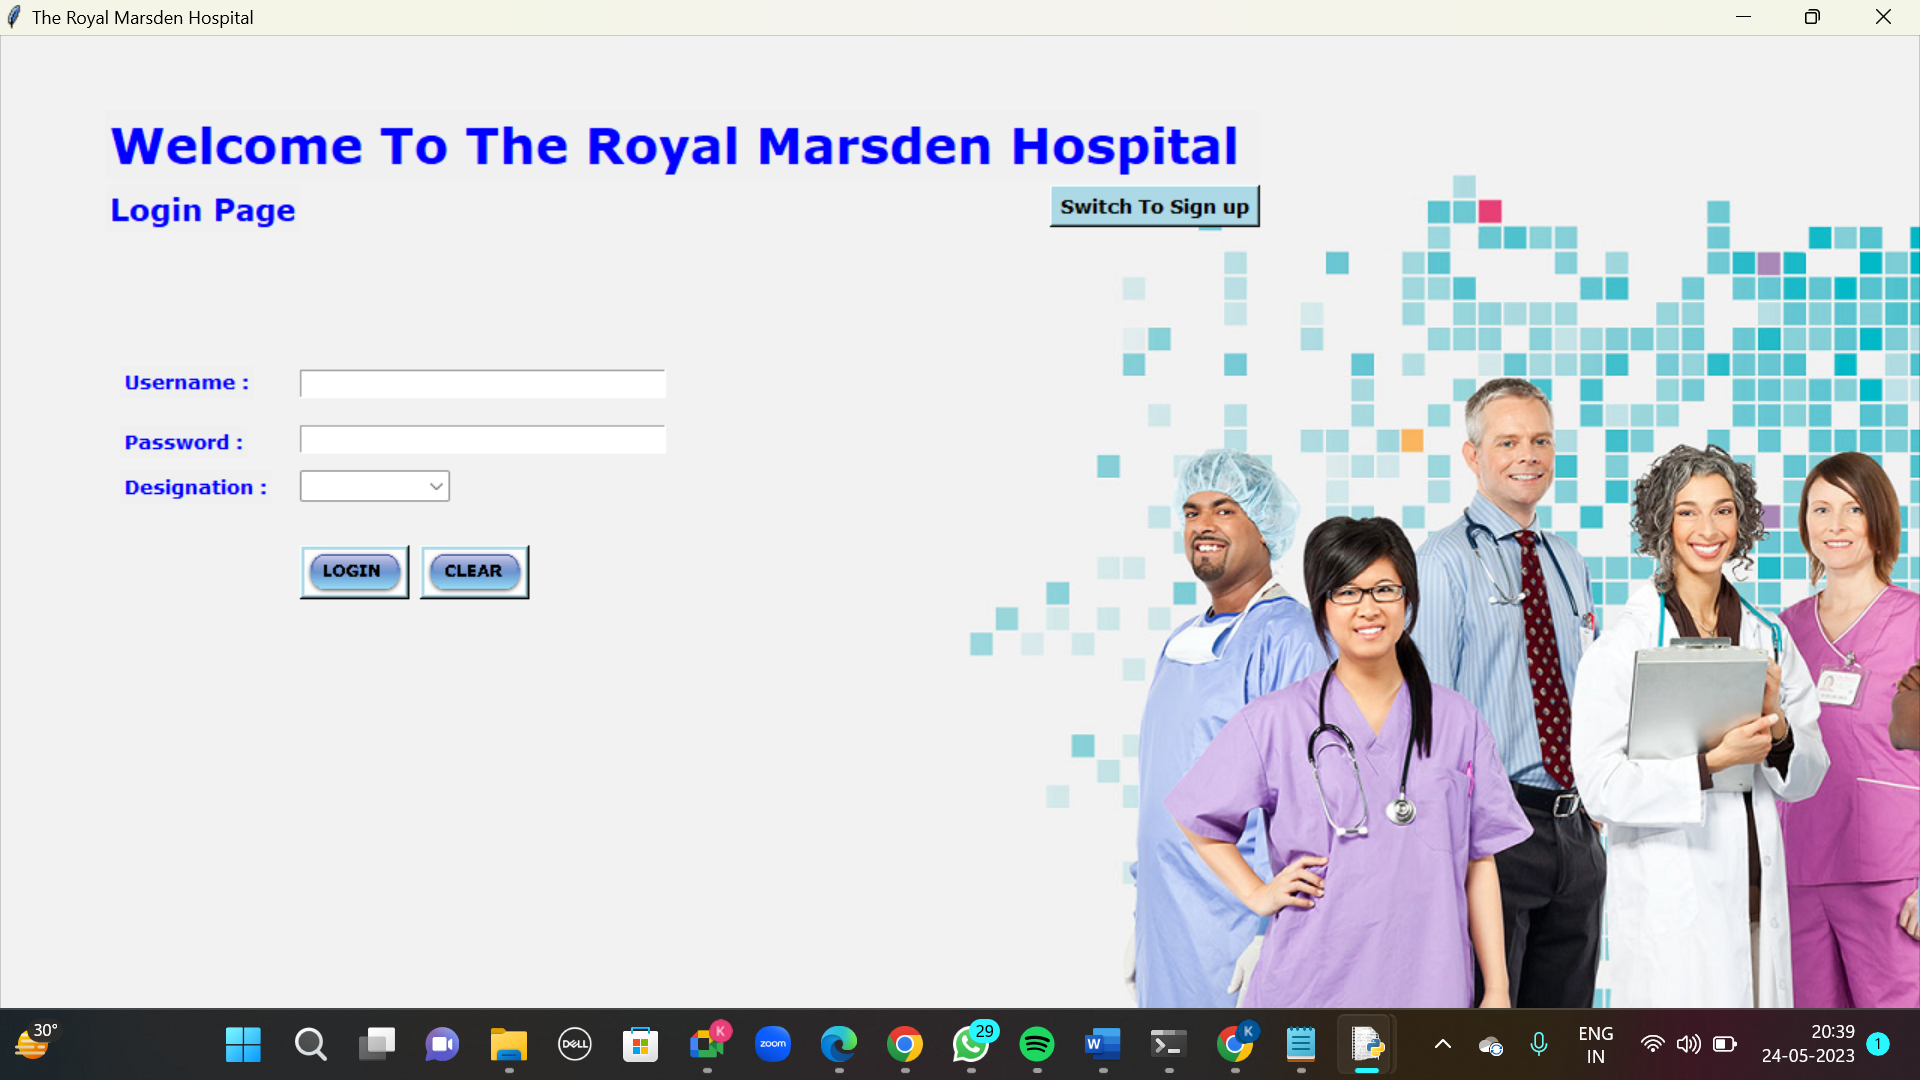 The Royal Marsden Hospital
Welcome To The Royal Marsden Hospital
Login Page
Switch To Sign up
Username :
Password :
Designation :
LOGIN CLEAR
30°
DELL
K
zoom
29
W
K
ENG
IN
20:39
24-05-2023
1